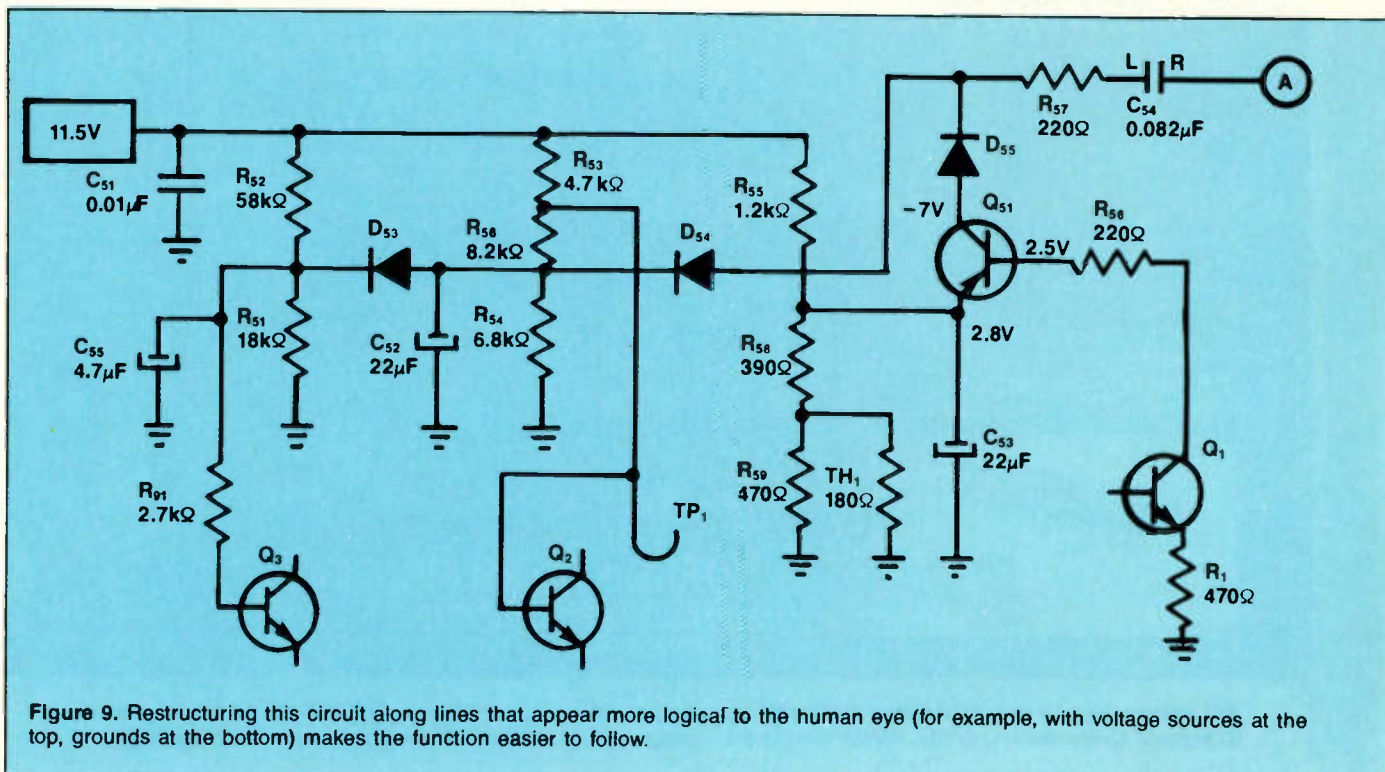 L R
A
R57
220Ω
C54
0.082µF
11.5V
C51
0.01µF
R52
58kΩ
R53
4.7kΩ
R55
1.2kΩ
D55
Q51
-7V
2.5V
R56
220Ω
D53
R56
8.2kΩ
D54
2.8V
C55
4.7µF
R51
18kΩ
C52
22µF
R54
6.8kΩ
R58
390Ω
C53
22µF
Q1
R91
2.7kΩ
R59
470Ω
TH1
180Ω
TP1
Q3
Q2
R1
470Ω
Figure 9. Restructuring this circuit along lines that appear more logical to the human eye (for example, with voltage sources at the
top, grounds at the bottom) makes the function easier to follow.